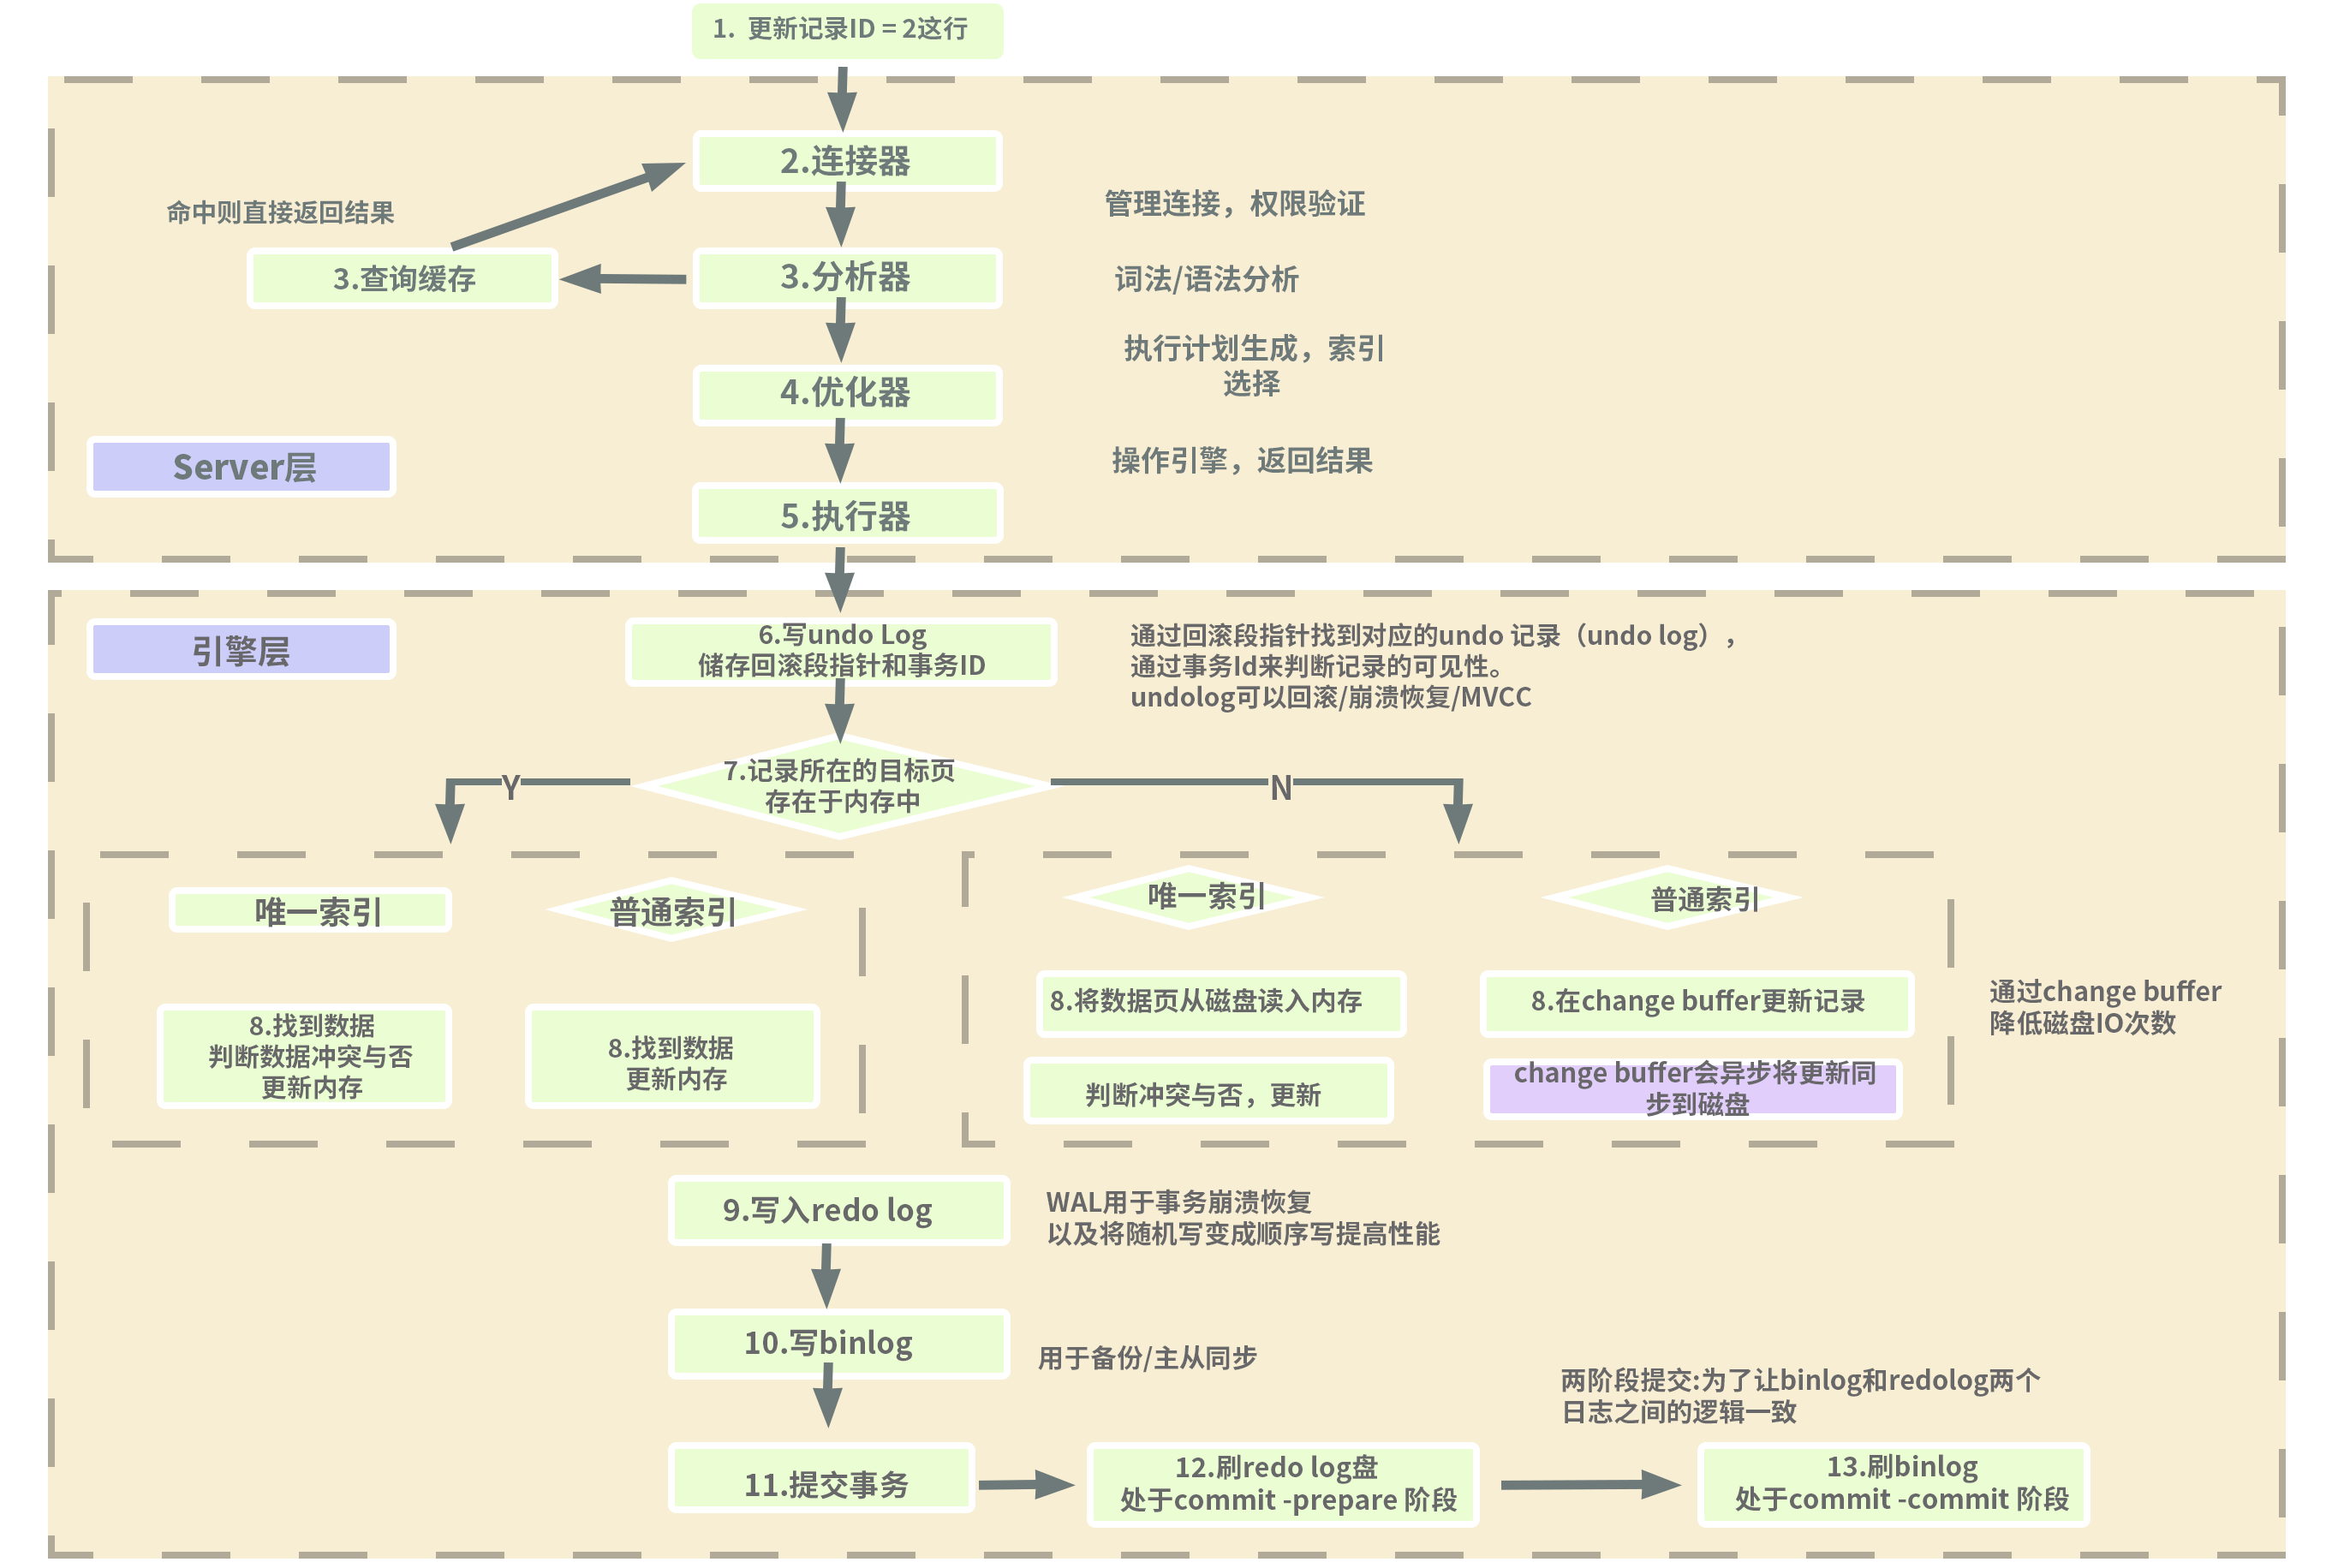 1. 更新记录ID = 2这行
2.连接器
管理连接，权限验证
命中则直接返回结果
3.查询缓存
3.分析器
词法/语法分析
执行计划生成，索引
选择
4.优化器
Server层
操作引擎，返回结果
5.执行器
引擎层
6.写undo Log
储存回滚段指针和事务ID
通过回滚段指针找到对应的undo 记录（undo log），
通过事务Id来判断记录的可见性。
undolog可以回滚/崩溃恢复/MVCC
7.记录所在的目标页
存在于内存中
Y
N
唯一索引
普通索引
唯一索引
普通索引
8.找到数据
判断数据冲突与否
更新内存
8.找到数据
更新内存
8.将数据页从磁盘读入内存
判断冲突与否，更新
8.在change buffer更新记录
change buffer会异步将更新同
步到磁盘
通过change buffer
降低磁盘IO次数
9.写入redo log
WAL用于事务崩溃恢复
以及将随机写变成顺序写提高性能
10.写binlog
用于备份/主从同步
两阶段提交:为了让binlog和redolog两个
日志之间的逻辑一致
11.提交事务
12.刷redo log盘
处于commit -prepare 阶段
13.刷binlog
处于commit -commit 阶段